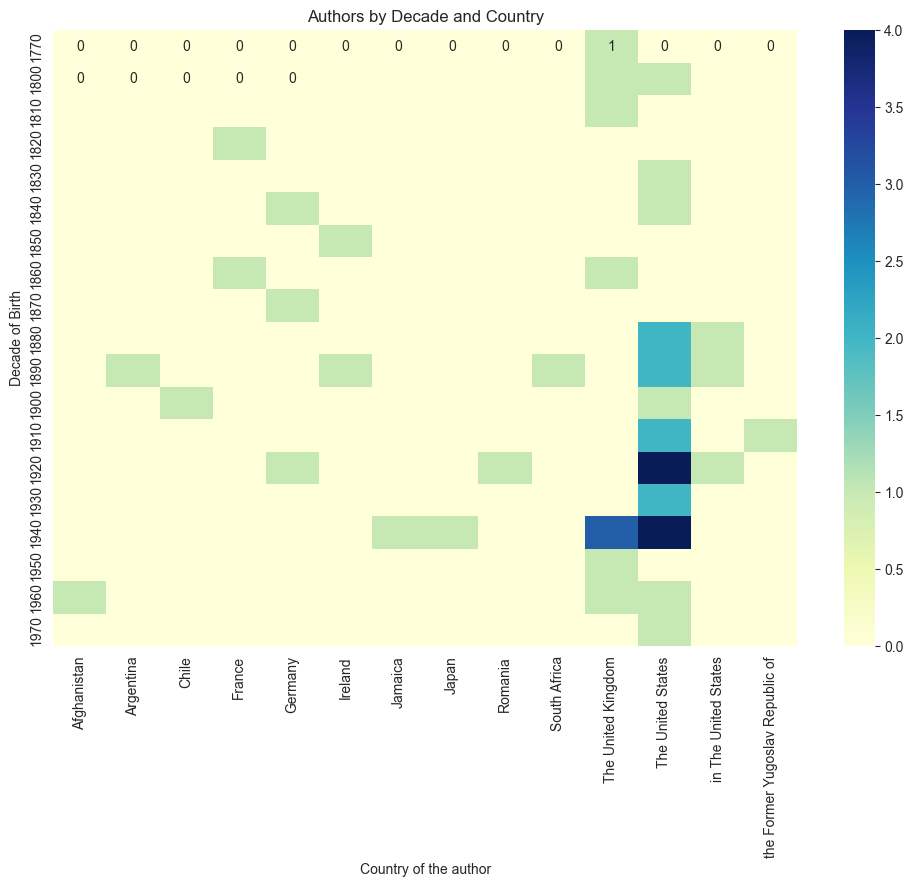 Authors by Decade and Country
0 0 0 0 0 0 0 0 0 0 1 0 0 0
0 0 0 0 0
Decade of Birth
1770
1800
1810
1820
1830
1840
1850
1860
1870
1880
1890
1900
1910
1920
1930
1940
1950
1960
1970
Afghanistan
Argentina
Chile
France
Germany
Ireland
Jamaica
Japan
Romania
South Africa
The United Kingdom
The United States
in The United States
the Former Yugoslav Republic of
Country of the author
4.0
3.5
3.0
2.5
2.0
1.5
1.0
0.5
0.0